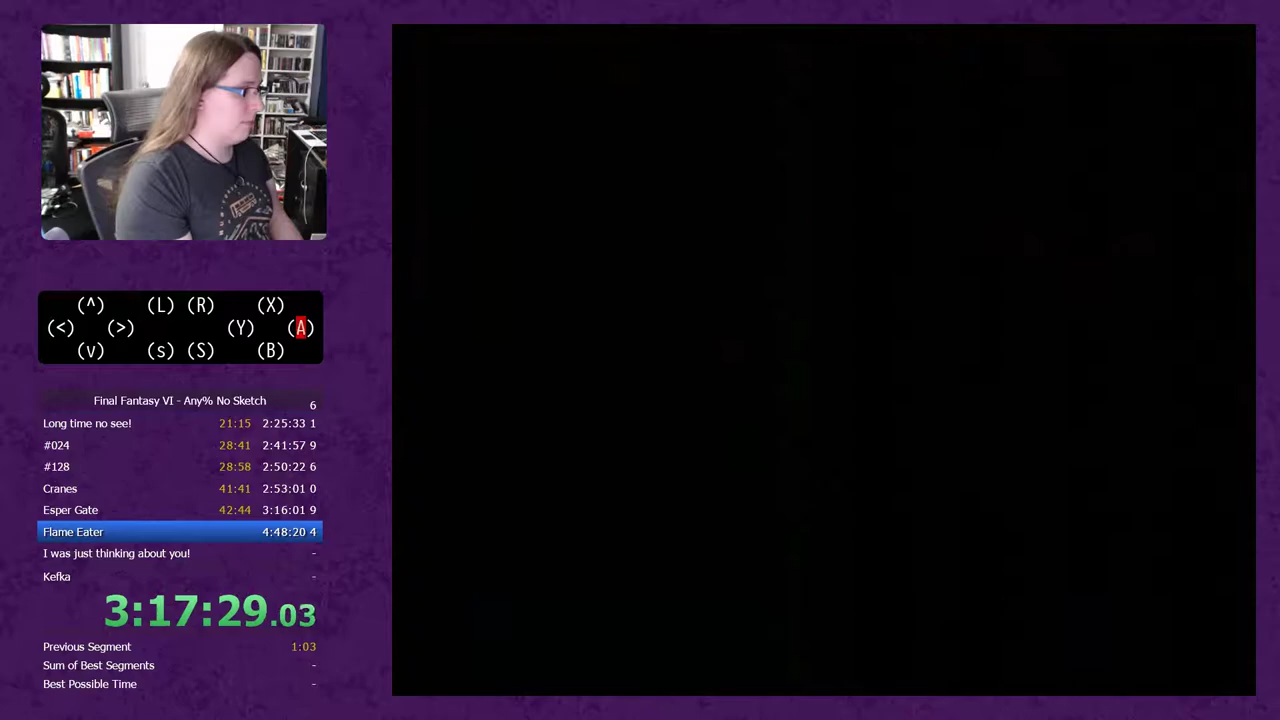 (^) (L) (R) (X)
(<) (>) (Y) (A)
(v) (s) (S) (B)
Final Fantasy VI - Any% No Sketch 6
Long time no see! 21:15 2:25:33 1
#024 28:41 2:41:57 9
#128 28:58 2:50:22 6
Cranes 41:41 2:53:01 0
Esper Gate 42:44 3:16:01 9
Flame Eater 4:48:20 4
I was just thinking about you! -
Kefka -
3:17:29.03
Previous Segment 1:03
Sum of Best Segments -
Best Possible Time -